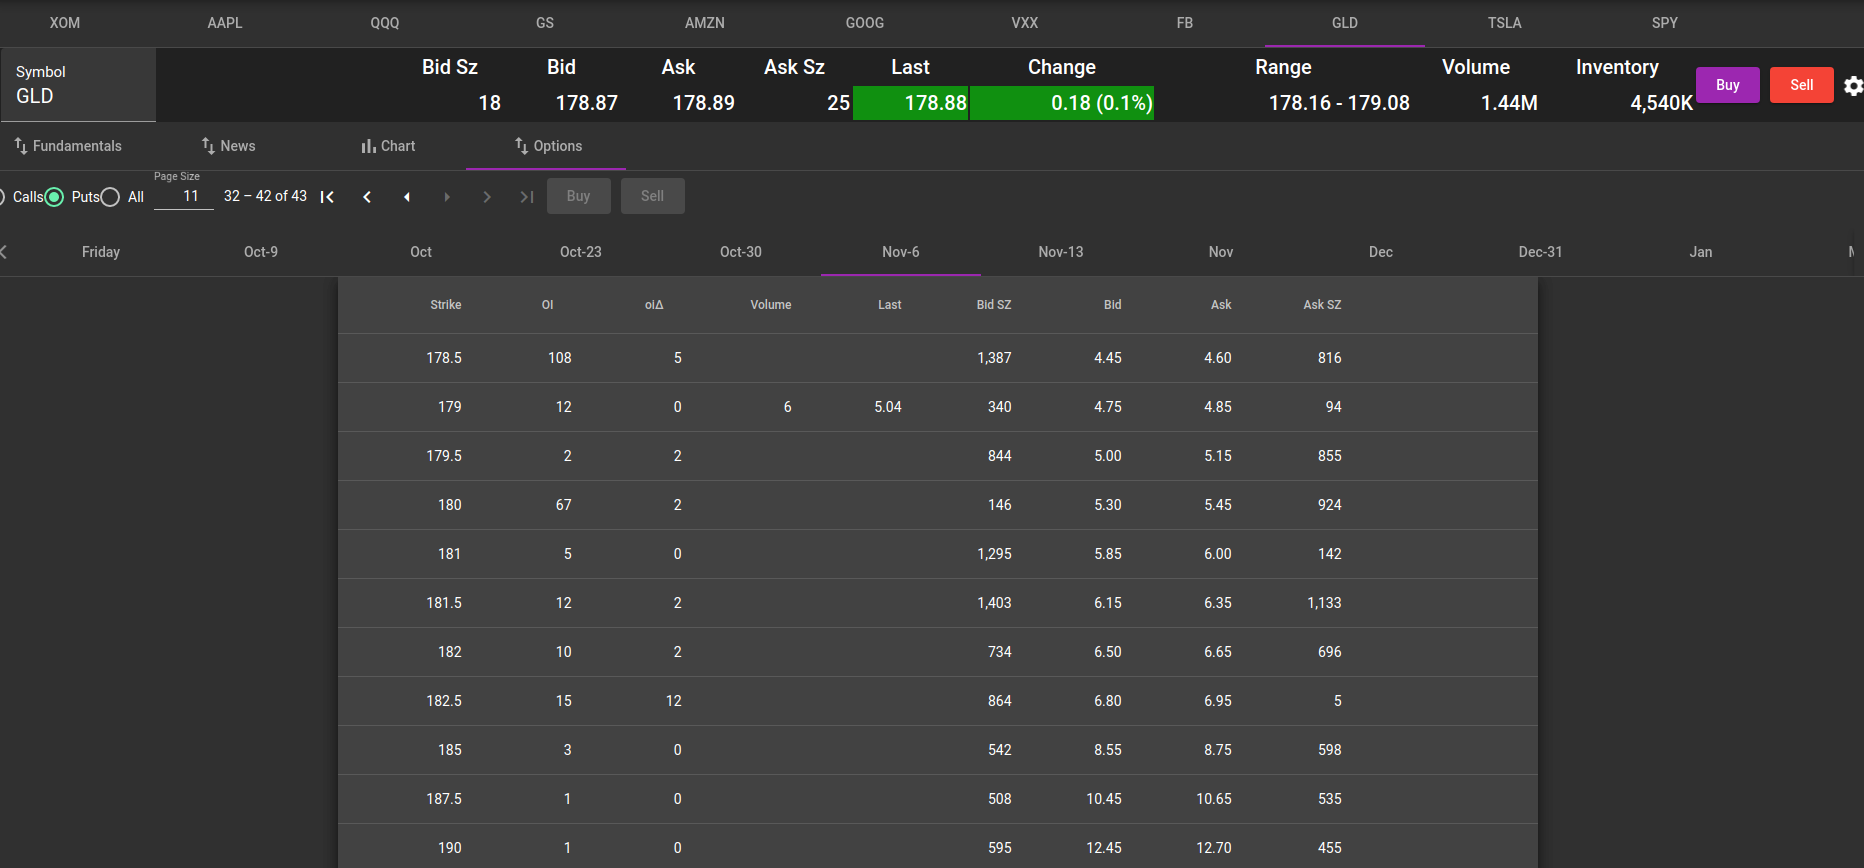 XOM AAPL QQQ GS AMZN GOOG VXX FB GLD TSLA SPY
Symbol
GLD
Bid Sz Bid Ask Ask Sz Last Change Range Volume Inventory
18 178.87 178.89 25 178.88 0.18 (0.1%) 178.16 - 179.08 1.44M 4,540K
Buy Sell
Fundamentals News Chart Options
Page Size
Calls Puts All 11 32 – 42 of 43 Buy Sell
Friday Oct-9 Oct Oct-23 Oct-30 Nov-6 Nov-13 Nov Dec Dec-31 Jan
Strike OI oiΔ Volume Last Bid SZ Bid Ask Ask SZ
178.5 108 5 1,387 4.45 4.60 816
179 12 0 6 5.04 340 4.75 4.85 94
179.5 2 2 844 5.00 5.15 855
180 67 2 146 5.30 5.45 924
181 5 0 1,295 5.85 6.00 142
181.5 12 2 1,403 6.15 6.35 1,133
182 10 2 734 6.50 6.65 696
182.5 15 12 864 6.80 6.95 5
185 3 0 542 8.55 8.75 598
187.5 1 0 508 10.45 10.65 535
190 1 0 595 12.45 12.70 455